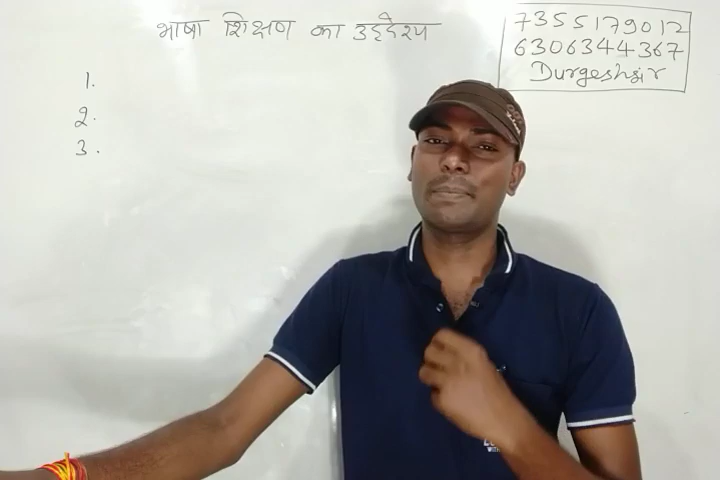 भाषा शिक्षण का उद्देश्य
7355179012
6306344367
Durgeshsir
1.
2.
3.